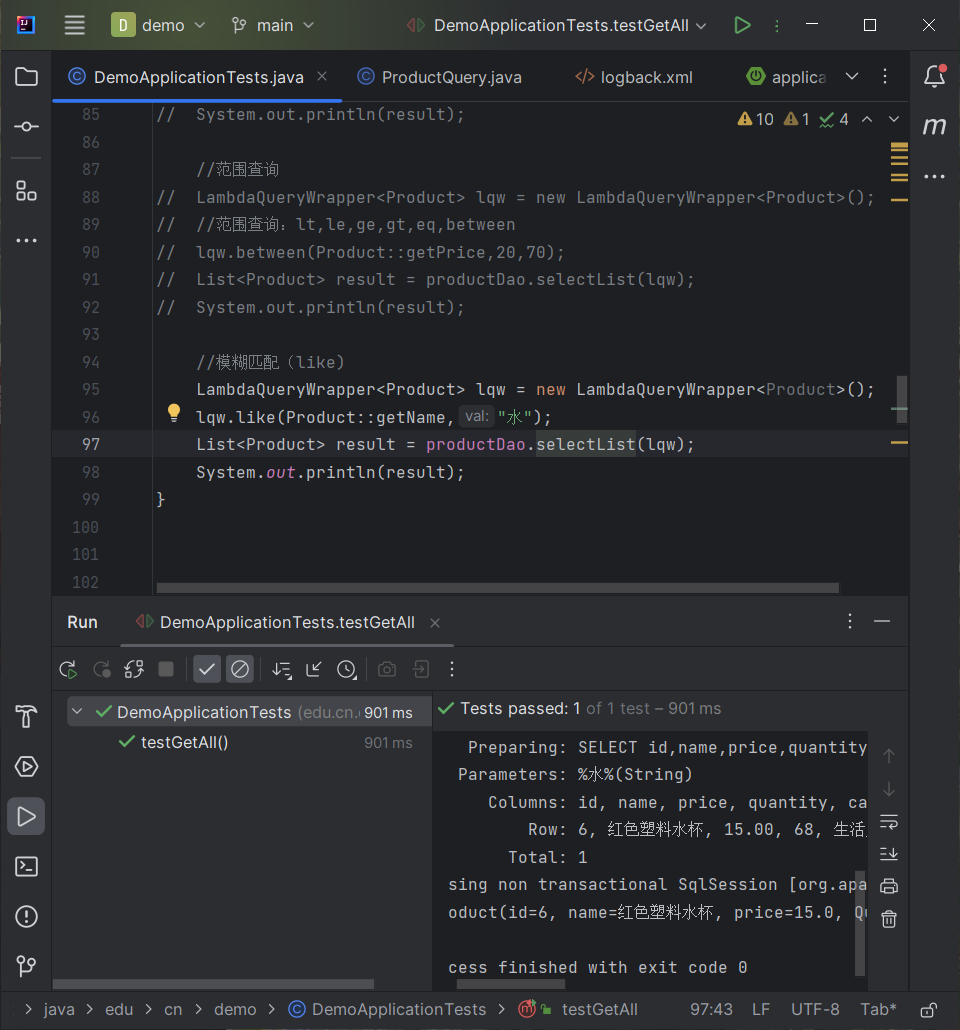 D demo main DemoApplicationTests.testGetAll
DemoApplicationTests.java ProductQuery.java logback.xml applica
10 1 4
85 // System.out.println(result);
86
87 //范围查询
88 // LambdaQueryWrapper<Product> lqw = new LambdaQueryWrapper<Product>();
89 // //范围查询：lt,le,ge,gt,eq,between
90 // lqw.between(Product::getPrice,20,70);
91 // List<Product> result = productDao.selectList(lqw);
92 // System.out.println(result);
93
94 //模糊匹配（like）
95 LambdaQueryWrapper<Product> lqw = new LambdaQueryWrapper<Product>();
96 lqw.like(Product::getName, val: "水");
97 List<Product> result = productDao.selectList(lqw);
98 System.out.println(result);
99 }
100
101
102
Run DemoApplicationTests.testGetAll
DemoApplicationTests (edu.cn. 901 ms
testGetAll() 901 ms
Tests passed: 1 of 1 test – 901 ms
Preparing: SELECT id,name,price,quantity
Parameters: %水%(String)
Columns: id, name, price, quantity, ca
Row: 6, 红色塑料水杯, 15.00, 68, 生活
Total: 1
sing non transactional SqlSession [org.apa
oduct(id=6, name=红色塑料水杯, price=15.0, Qu
cess finished with exit code 0
java edu cn demo DemoApplicationTests testGetAll 97:43 LF UTF-8 Tab*